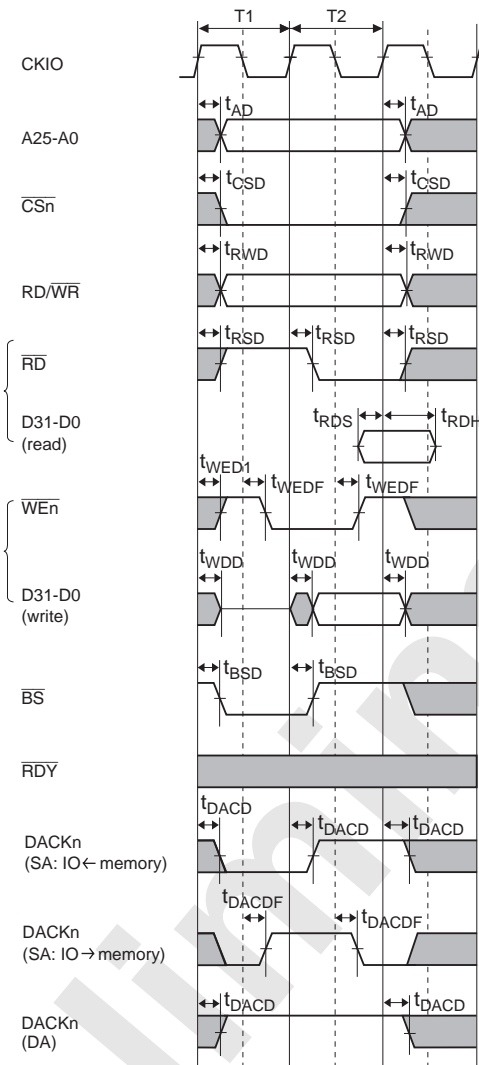 T1 T2
CKIO
tAD tAD
A25-A0
tCSD tCSD
CSn
tRWD tRWD
RD/WR
tRSD tRSD tRSD
RD
D31-D0
(read)
tRDS tRDH
tWED1
tWEDF tWEDF
WEn
tWDD tWDD tWDD
D31-D0
(write)
tBSD tBSD
BS
RDY
tDACD
tDACD tDACD
DACKn
(SA: IO← memory)
tDACDF tDACDF
DACKn
(SA: IO→memory)
tDACD tDACD
DACKn
(DA)